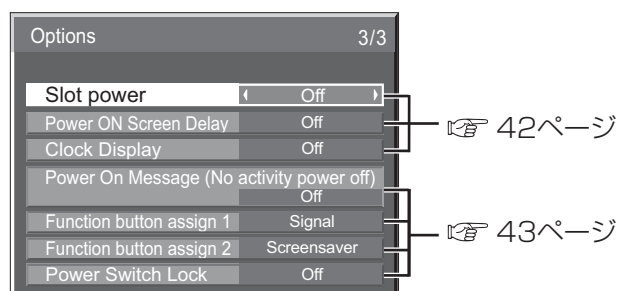 Options 3/3
Slot power Off
Power ON Screen Delay Off
Clock Display Off
☞ 42ページ
Power On Message (No activity power off)
Off
Function button assign 1 Signal
Function button assign 2 Screensaver
Power Switch Lock Off
☞ 43ページ